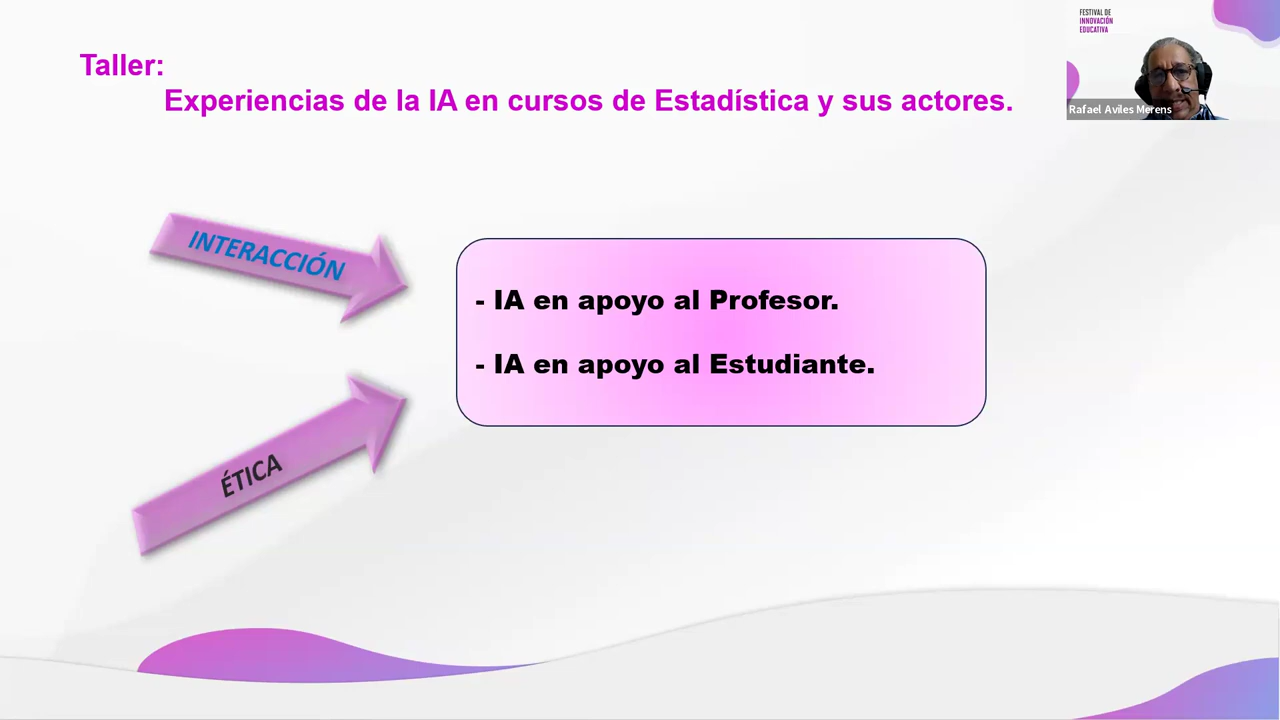 Taller:
Experiencias de la IA en cursos de Estadística y sus actores.
FESTIVAL DE
INNOVACIÓN
EDUCATIVA
Rafael Aviles Merens
INTERACCIÓN
- IA en apoyo al Profesor.
- IA en apoyo al Estudiante.
ÉTICA